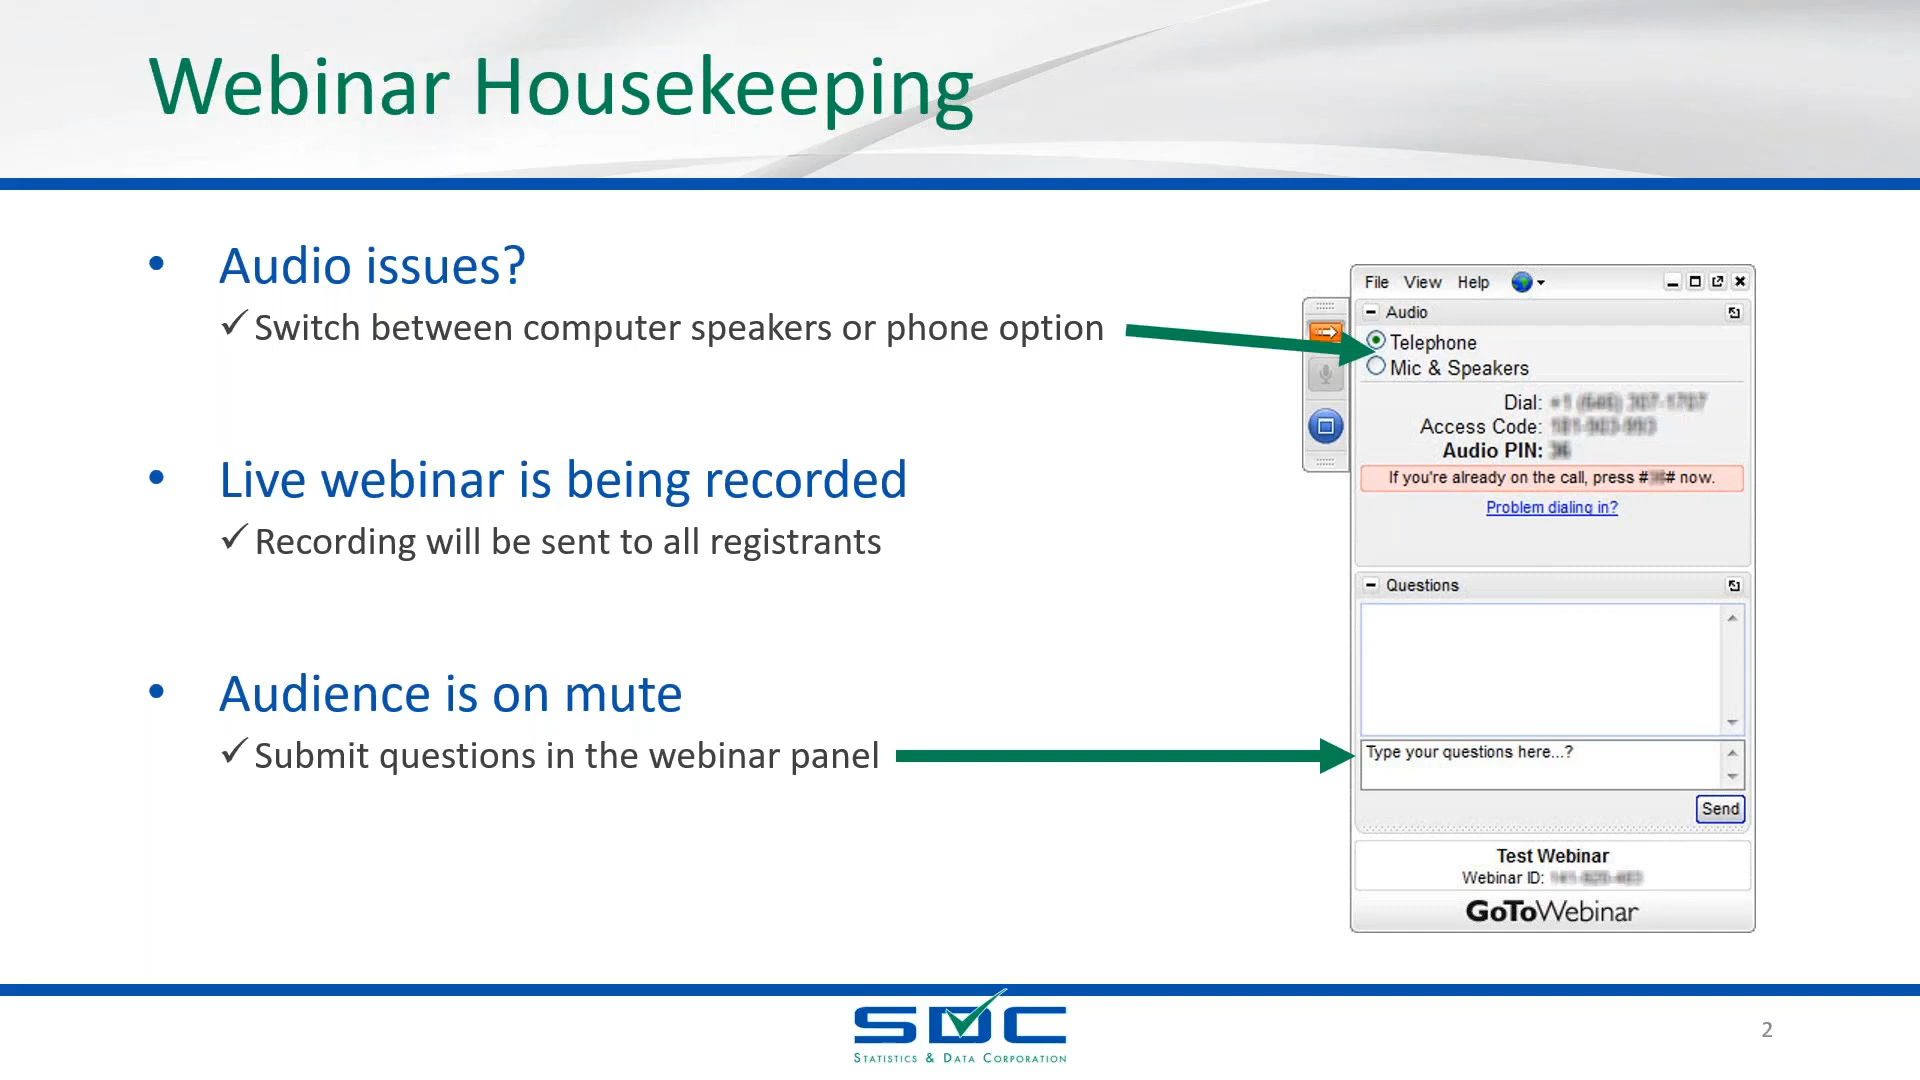 Webinar Housekeeping
• Audio issues?
✓ Switch between computer speakers or phone option
• Live webinar is being recorded
✓ Recording will be sent to all registrants
• Audience is on mute
✓ Submit questions in the webinar panel
File View Help
Audio
Telephone
Mic & Speakers
Dial:
Access Code:
Audio PIN:
If you're already on the call, press # # now.
Problem dialing in?
Questions
Type your questions here...?
Send
Test Webinar
Webinar ID:
GoToWebinar
SDC
STATISTICS & DATA CORPORATION
2